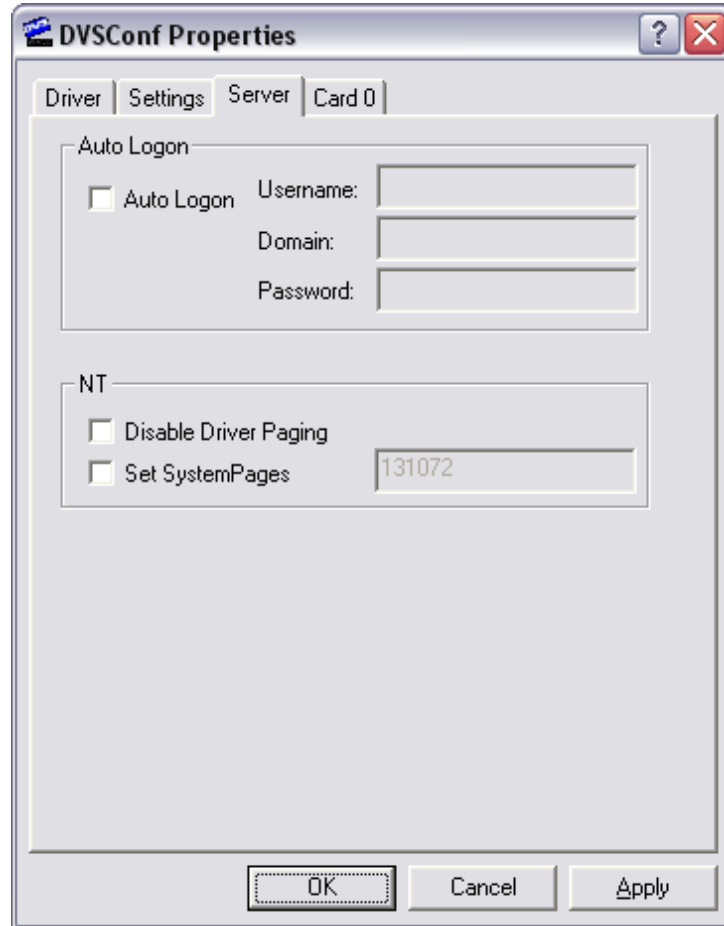 DVSConf Properties
Driver Settings Server Card 0
Auto Logon
Auto Logon Username:
Domain:
Password:
NT
Disable Driver Paging
Set SystemPages 131072
OK Cancel Apply